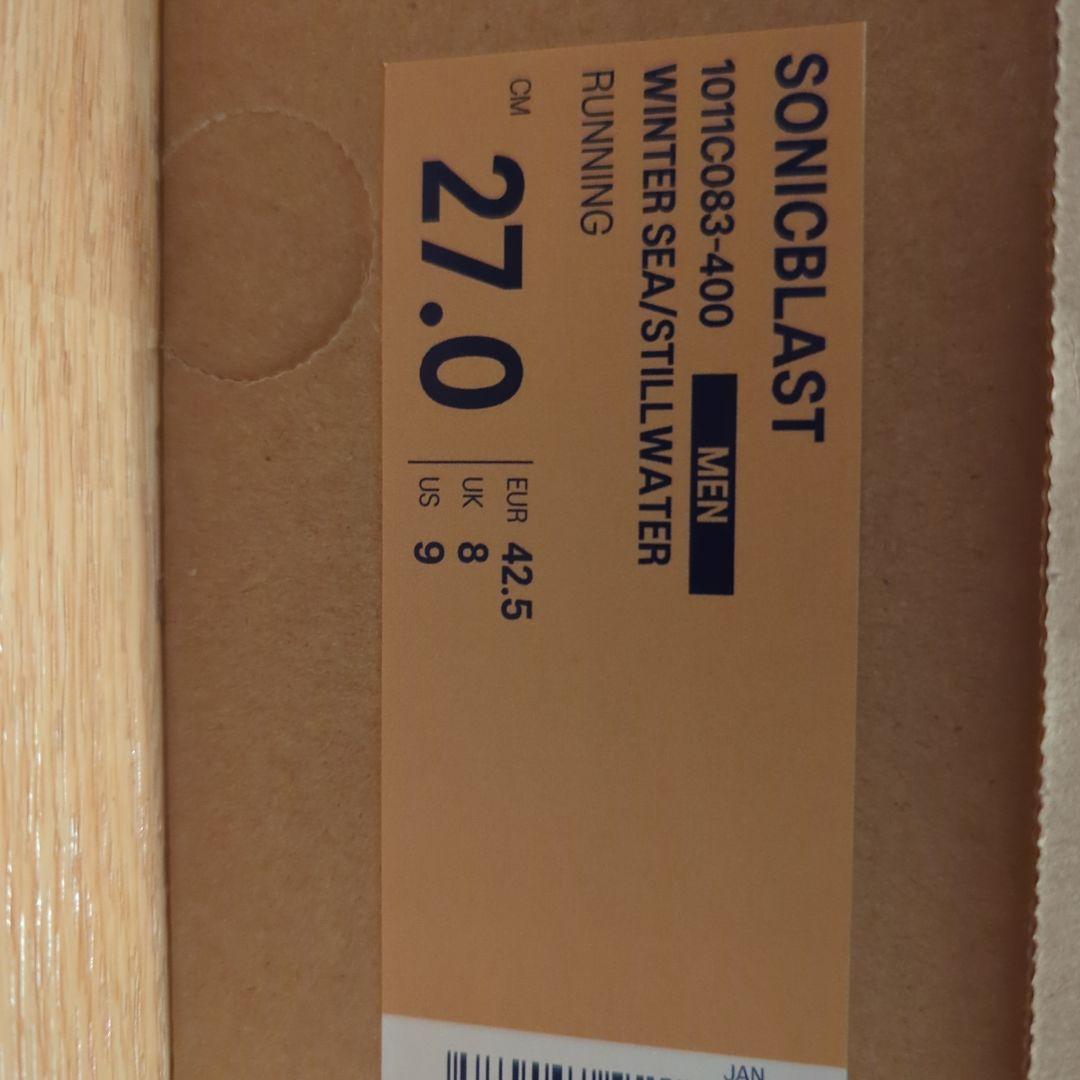 SONICBLAST
1011C083-400 MEN
WINTER SEA/STILLWATER
RUNNING
CM 27.0
EUR 42.5
UK 8
US 9
JAN